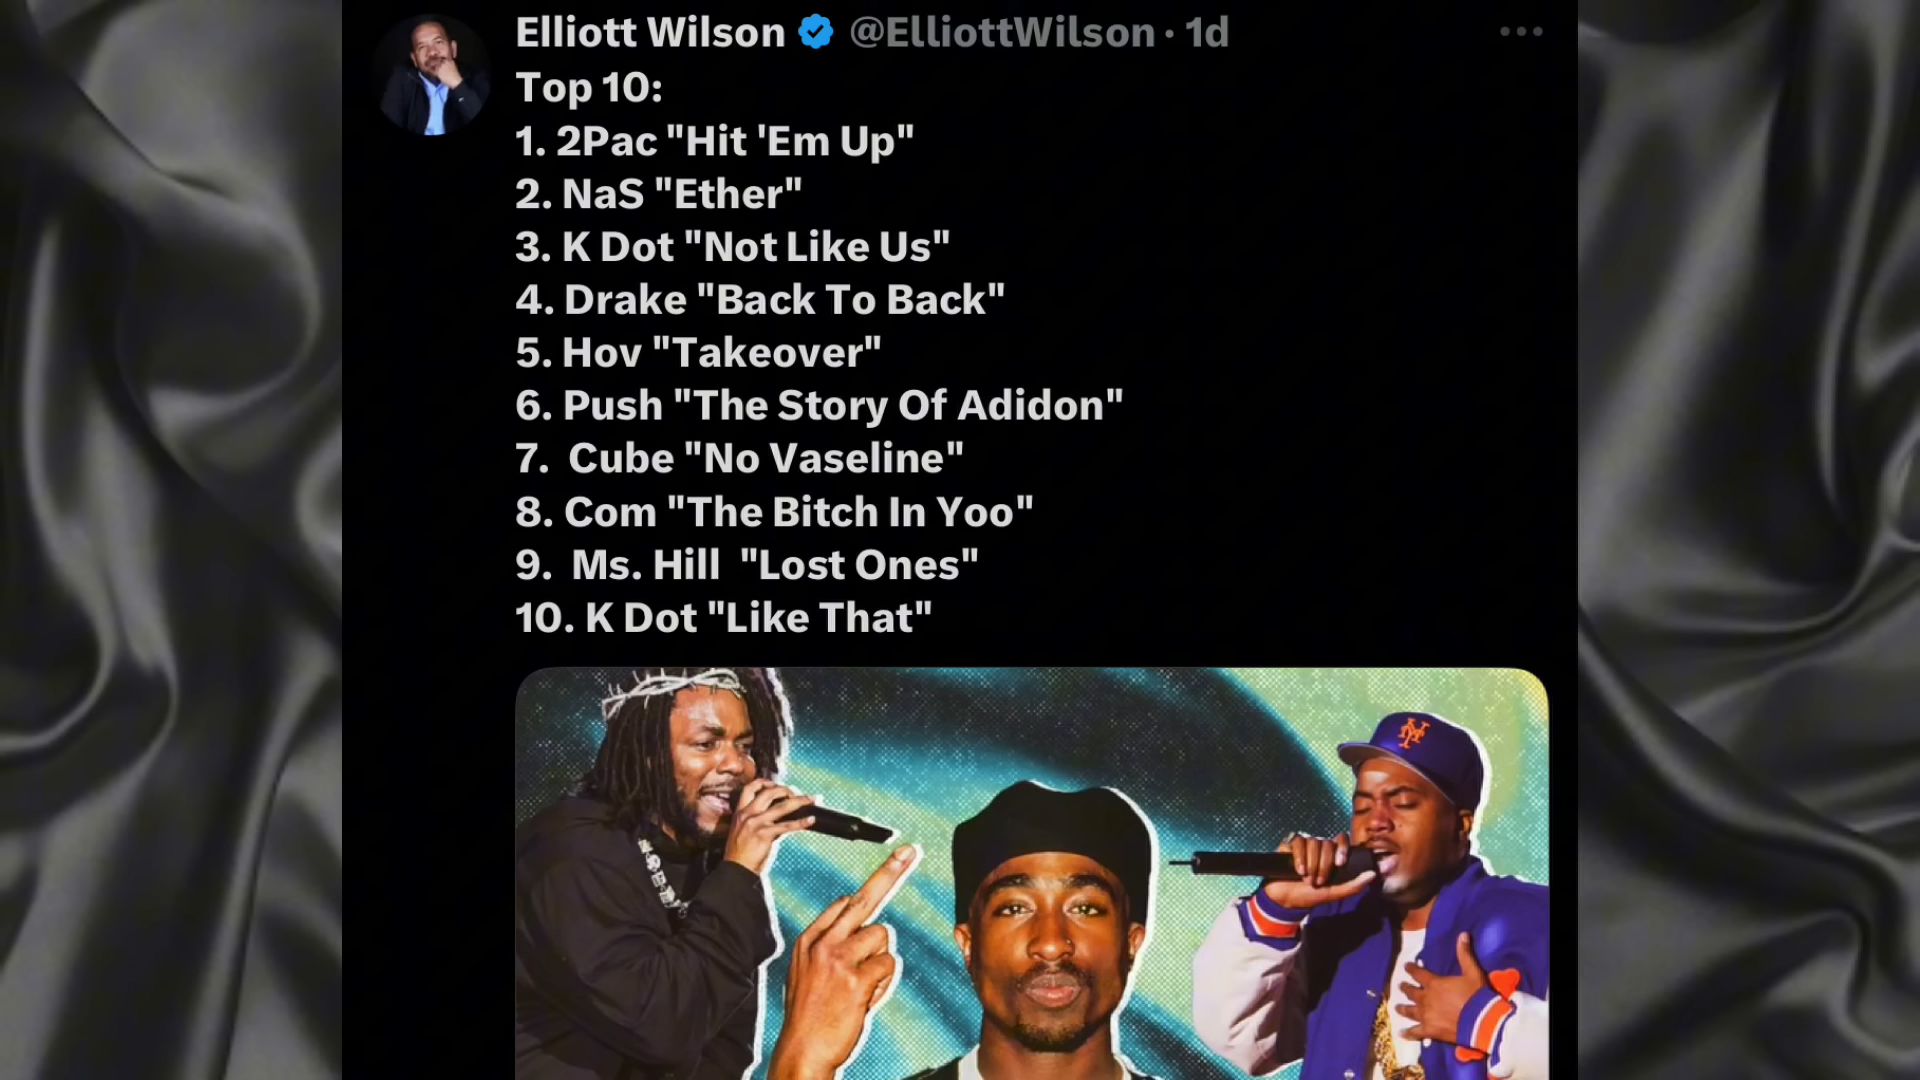 Elliott Wilson @ElliottWilson · 1d
Top 10:
1. 2Pac "Hit 'Em Up"
2. NaS "Ether"
3. K Dot "Not Like Us"
4. Drake "Back To Back"
5. Hov "Takeover"
6. Push "The Story Of Adidon"
7.  Cube "No Vaseline"
8. Com "The Bitch In Yoo"
9.  Ms. Hill  "Lost Ones"
10. K Dot "Like That"